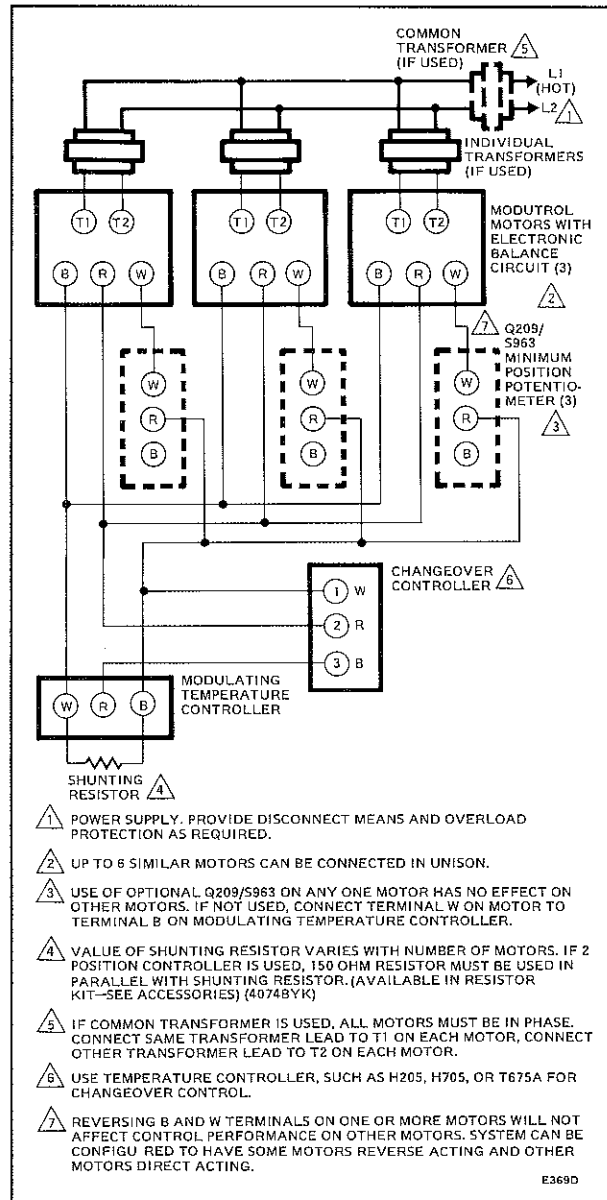 COMMON
TRANSFORMER 5
(IF USED)
L1
(HOT)
L2 1
INDIVIDUAL
TRANSFORMERS
(IF USED)
T1 T2 T1 T2 T1 T2
B R W B R W B R W
MODUTROL
MOTORS WITH
ELECTRONIC
BALANCE
CIRCUIT (3)
2
7 Q209/
S963
MINIMUM
POSITION
POTENTIO-
METER (3)
3
W W W
R R R
B B B
CHANGEOVER
CONTROLLER 6
1 W
2 R
3 B
MODULATING
TEMPERATURE
CONTROLLER
W R B
SHUNTING
RESISTOR 4
1 POWER SUPPLY. PROVIDE DISCONNECT MEANS AND OVERLOAD
PROTECTION AS REQUIRED.
2 UP TO 6 SIMILAR MOTORS CAN BE CONNECTED IN UNISON.
3 USE OF OPTIONAL Q209/S963 ON ANY ONE MOTOR HAS NO EFFECT ON
OTHER MOTORS. IF NOT USED, CONNECT TERMINAL W ON MOTOR TO
TERMINAL B ON MODULATING TEMPERATURE CONTROLLER.
4 VALUE OF SHUNTING RESISTOR VARIES WITH NUMBER OF MOTORS. IF 2
POSITION CONTROLLER IS USED, 150 OHM RESISTOR MUST BE USED IN
PARALLEL WITH SHUNTING RESISTOR. (AVAILABLE IN RESISTOR
KIT—SEE ACCESSORIES) (4074BYK)
5 IF COMMON TRANSFORMER IS USED, ALL MOTORS MUST BE IN PHASE.
CONNECT SAME TRANSFORMER LEAD TO T1 ON EACH MOTOR, CONNECT
OTHER TRANSFORMER LEAD TO T2 ON EACH MOTOR.
6 USE TEMPERATURE CONTROLLER, SUCH AS H205, H705, OR T675A FOR
CHANGEOVER CONTROL.
7 REVERSING B AND W TERMINALS ON ONE OR MORE MOTORS WILL NOT
AFFECT CONTROL PERFORMANCE ON OTHER MOTORS. SYSTEM CAN BE
CONFIGU RED TO HAVE SOME MOTORS REVERSE ACTING AND OTHER
MOTORS DIRECT ACTING.
E369D